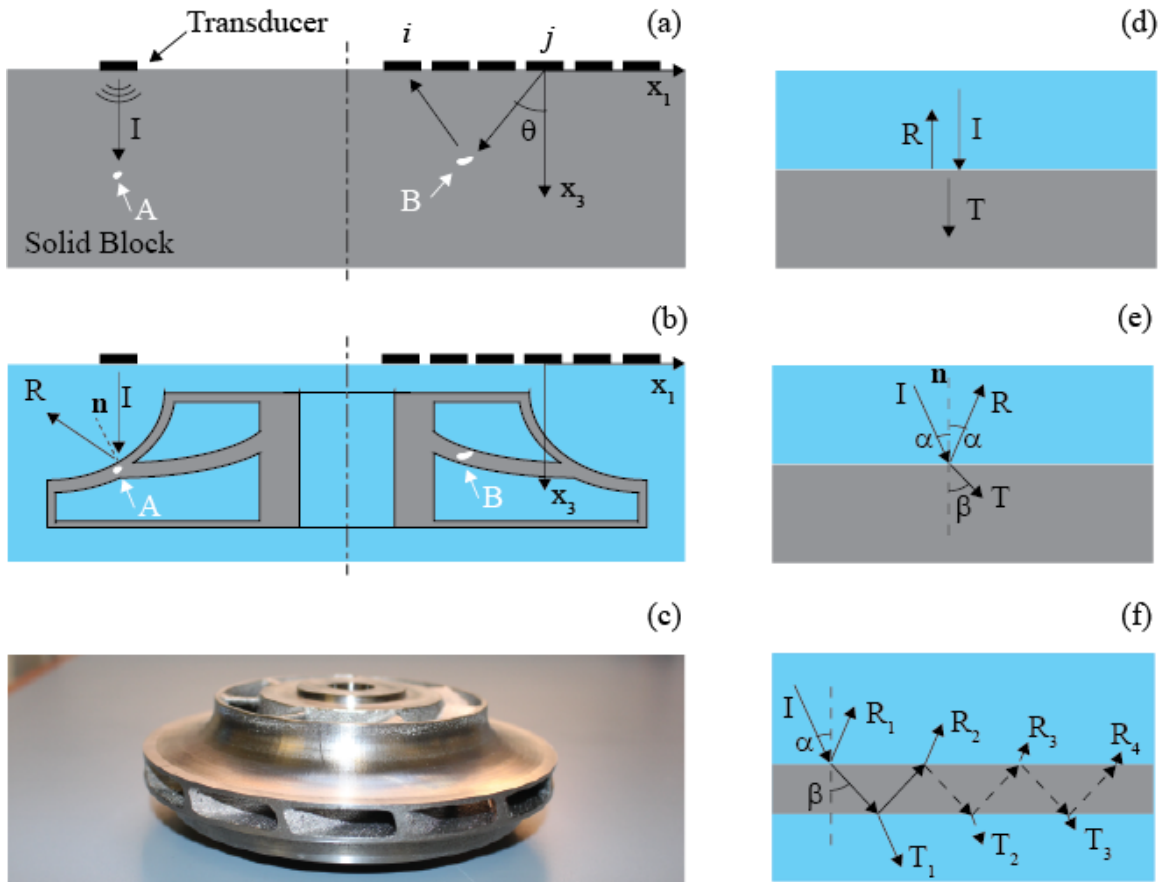 Transducer
i
j
(a)
x1
I
θ
A
B
x3
Solid Block
(b)
x1
R
n
I
A
B
x3
(c)
(d)
R
I
T
(e)
n
I
R
α
α
β
T
(f)
I
R1
R2
R3
R4
α
β
T1
T2
T3